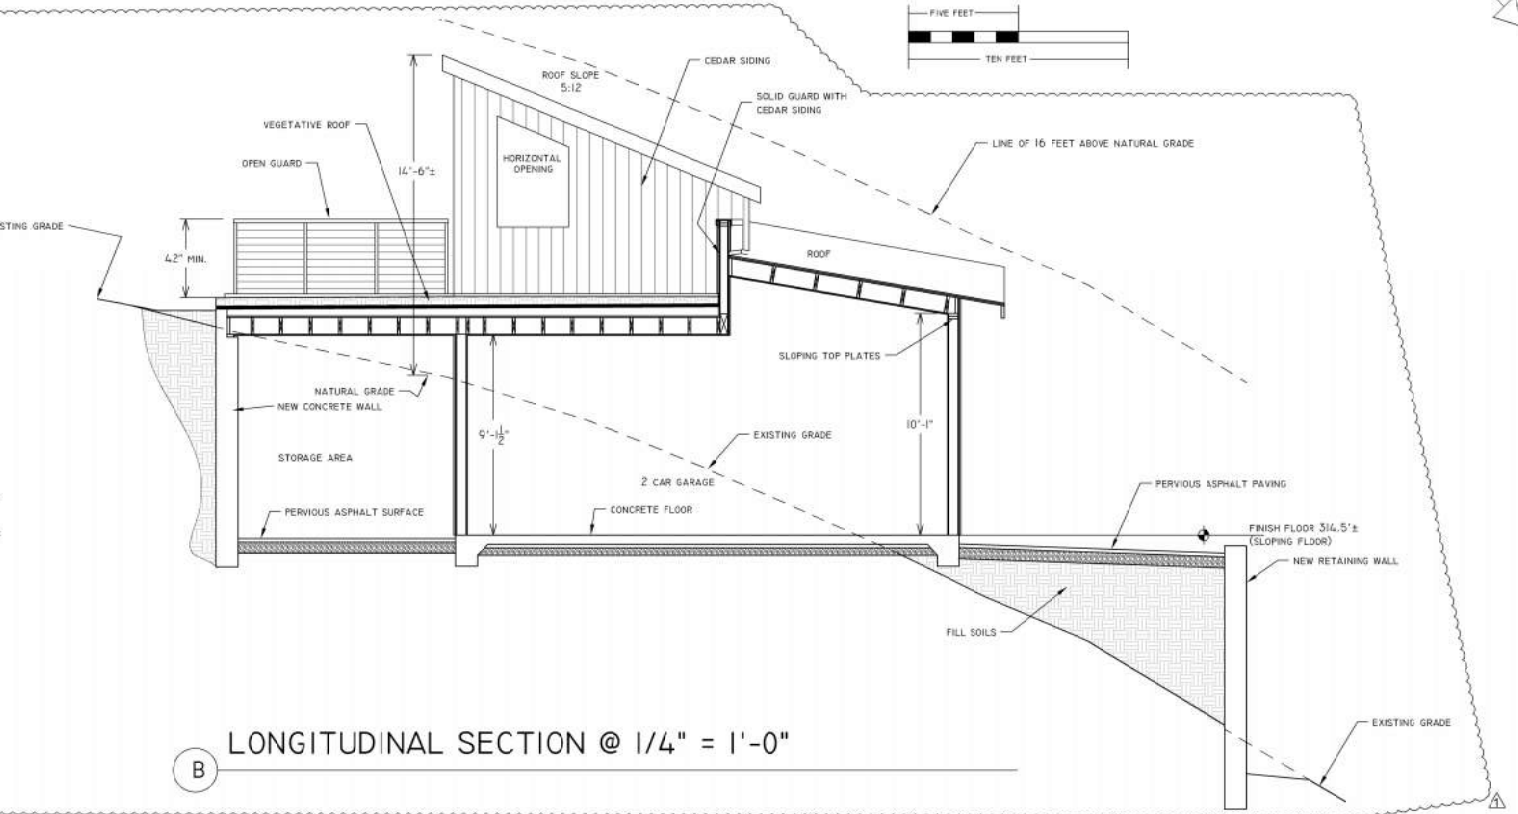 FIVE FEET
TEN FEET
ROOF SLOPE
5:12
CEDAR SIDING
SOLID GUARD WITH
CEDAR SIDING
VEGETATIVE ROOF
OPEN GUARD
14'-6"±
HORIZONTAL
OPENING
LINE OF 16 FEET ABOVE NATURAL GRADE
STING GRADE
42" MIN.
ROOF
SLOPING TOP PLATES
NATURAL GRADE
NEW CONCRETE WALL
9'-1½"
10'-1"
EXISTING GRADE
STORAGE AREA
2 CAR GARAGE
PERVIOUS ASPHALT PAVING
PERVIOUS ASPHALT SURFACE
CONCRETE FLOOR
FINISH FLOOR 314.5'±
(SLOPING FLOOR)
NEW RETAINING WALL
FILL SOILS
EXISTING GRADE
B
LONGITUDINAL SECTION @ 1/4" = 1'-0"
1